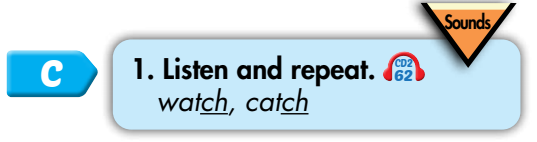 Sounds
C
1. Listen and repeat. CD2 62
watch, catch